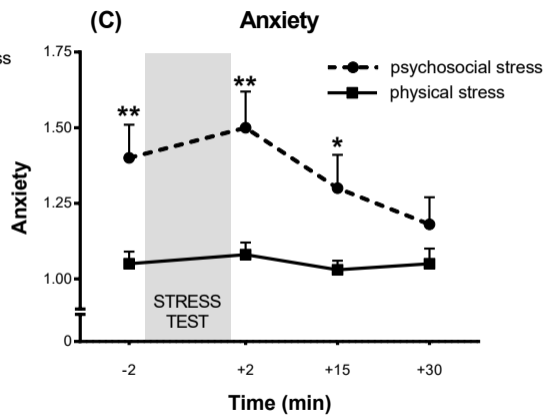 (C) Anxiety
ss
1.75
psychosocial stress
physical stress
**
**
*
1.50
1.25
1.00
0
Anxiety
STRESS
TEST
-2 +2 +15 +30
Time (min)